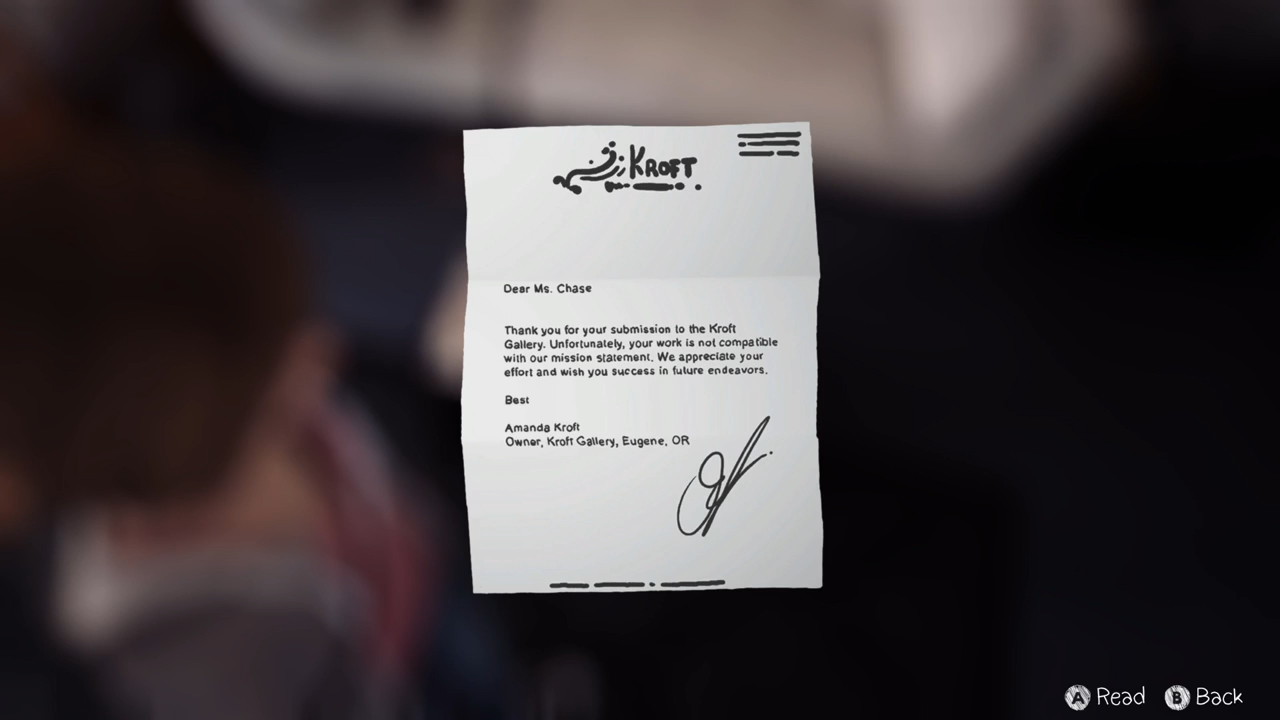 KROFT
Dear Ms. Chase
Thank you for your submission to the Kroft
Gallery. Unfortunately, your work is not compatible
with our mission statement. We appreciate your
effort and wish you success in future endeavors.
Best
Amanda Kroft
Owner, Kroft Gallery, Eugene, OR
A Read B Back